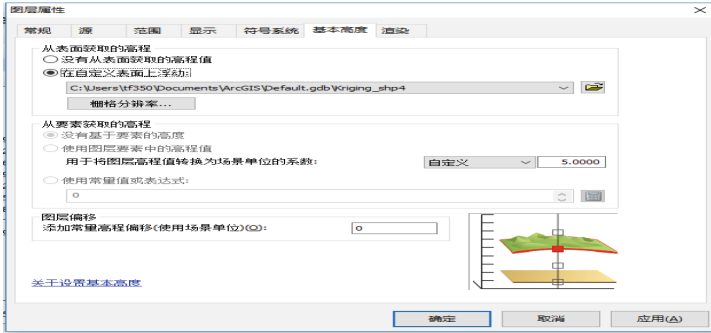 图层属性
常规 源 范围 显示 符号系统 基本高度 渲染
从表面获取的高程
没有从表面获取的高程值
在自定义表面上浮动:
C:\Users\tf350\Documents\ArcGIS\Default.gdb\Kriging_shp4
栅格分辨率...
从要素获取的高程
没有基于要素的高度
使用图层要素中的高程值
用于将图层高程值转换为场景单位的系数: 自定义 5.0000
使用常量值或表达式:
0
图层偏移
添加常量高程偏移(使用场景单位)(O): 0
关于设置基本高度
确定 取消 应用(A)